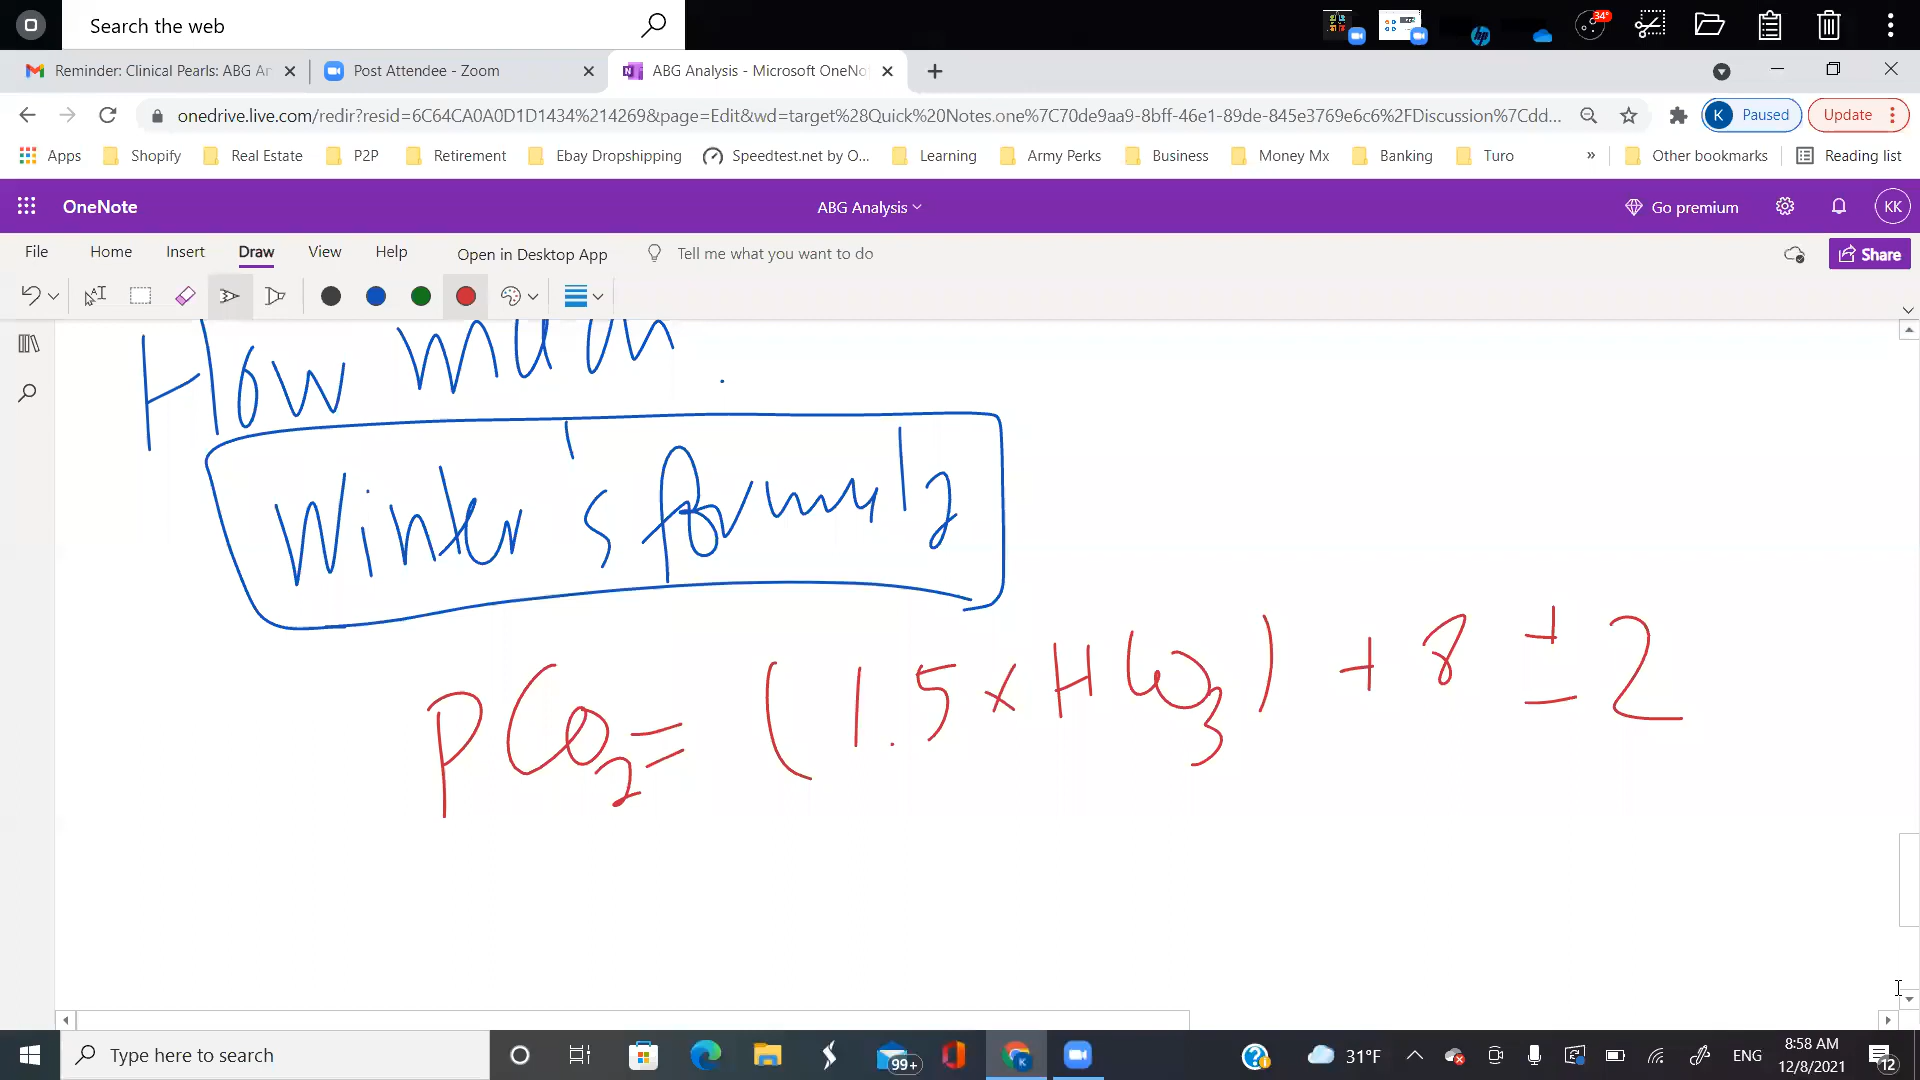 Search the web
34°
Reminder: Clinical Pearls: ABG An
Post Attendee - Zoom
ABG Analysis - Microsoft OneNo
onedrive.live.com/redir?resid=6C64CA0A0D1D1434%214269&page=Edit&wd=target%28Quick%20Notes.one%7C70de9aa9-8bff-46e1-89de-845e3769e6c6%2FDiscussion%7Cdd...
K Paused
Update
Apps Shopify Real Estate P2P Retirement Ebay Dropshipping Speedtest.net by O... Learning Army Perks Business Money Mx Banking Turo » Other bookmarks Reading list
OneNote
ABG Analysis
Go premium
KK
File Home Insert Draw View Help Open in Desktop App Tell me what you want to do
Share
How much
Winter's formula
PCO2= (1.5 x HCO3) + 8 ± 2
Type here to search
99+
31°F
ENG
8:58 AM
12/8/2021
12